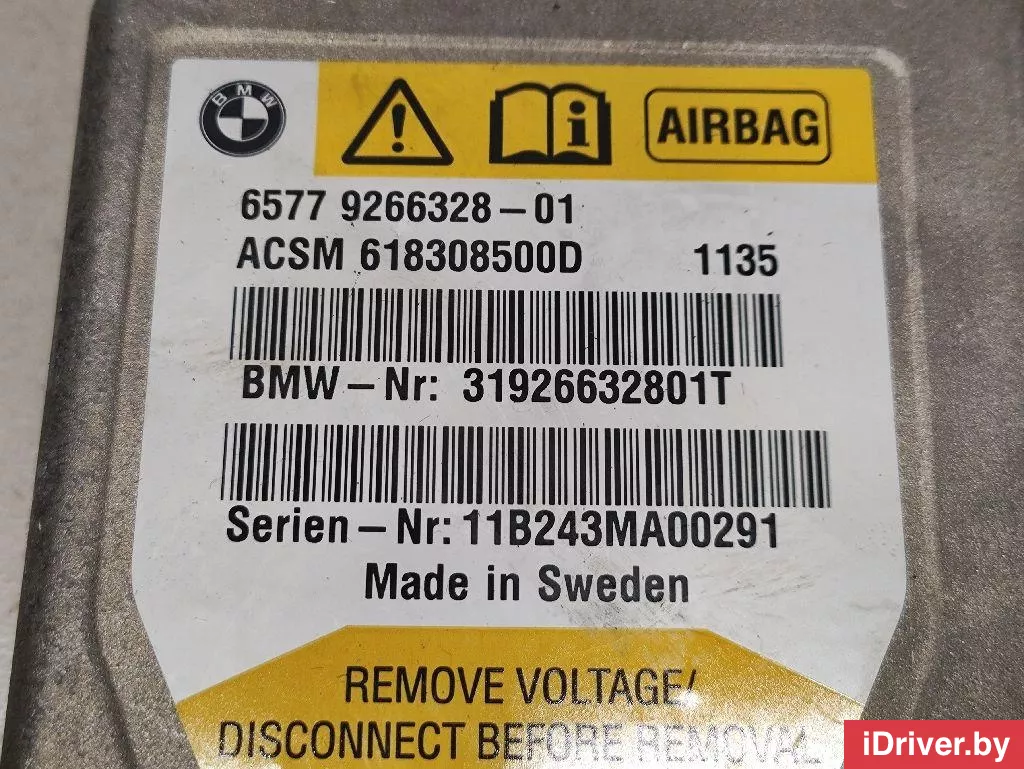 BMW
AIRBAG
6577 9266328-01
ACSM 618308500D 1135
BMW-Nr: 31926632801T
Serien-Nr: 11B243MA00291
Made in Sweden
REMOVE VOLTAGE/
DISCONNECT BEFORE REMOVAL
iDriver.by